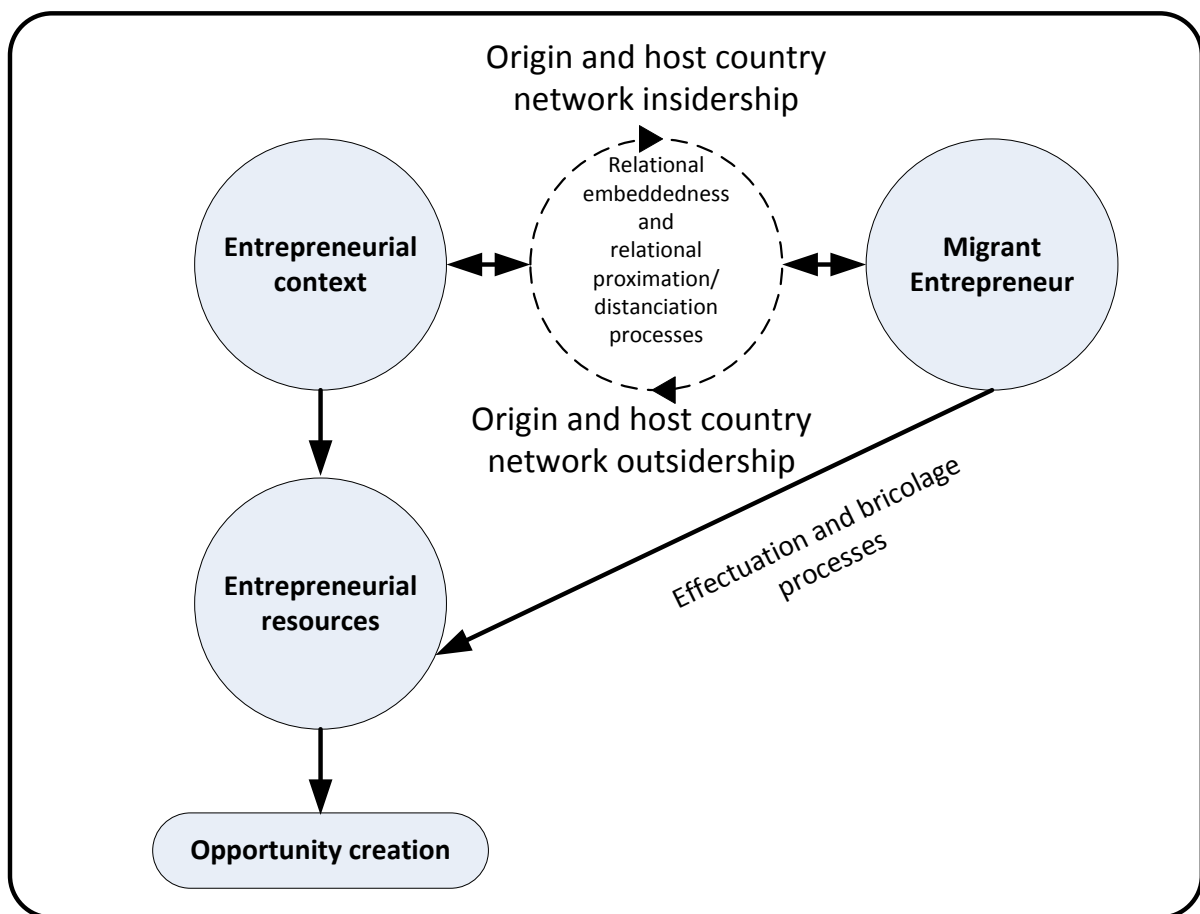 Origin and host country
network insidership
Entrepreneurial
context
Relational
embeddedness
and
relational
proximation/
distanciation
processes
Migrant
Entrepreneur
Origin and host country
network outsidership
Effectuation and bricolage
processes
Entrepreneurial
resources
Opportunity creation